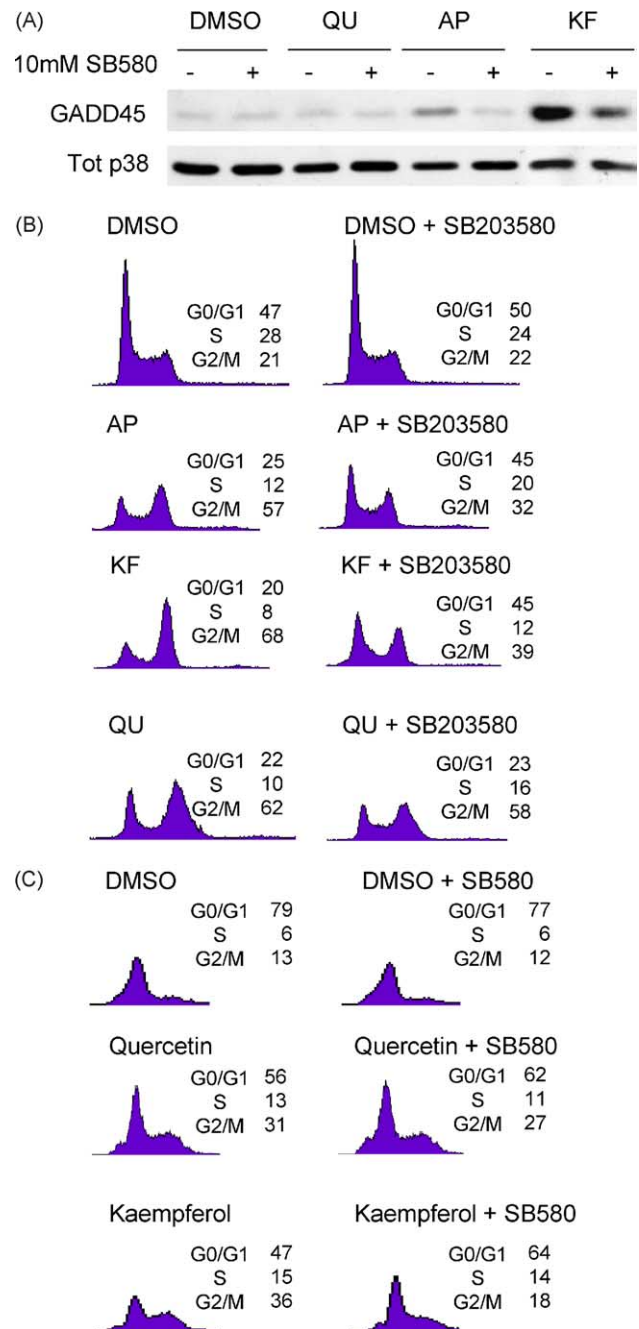 (A)
DMSO QU AP KF
10mM SB580 - + - + - + - +
GADD45
Tot p38
(B)
DMSO DMSO + SB203580
G0/G1 47 G0/G1 50
S 28 S 24
G2/M 21 G2/M 22
AP AP + SB203580
G0/G1 25 G0/G1 45
S 12 S 20
G2/M 57 G2/M 32
KF KF + SB203580
G0/G1 20 G0/G1 45
S 8 S 12
G2/M 68 G2/M 39
QU QU + SB203580
G0/G1 22 G0/G1 23
S 10 S 16
G2/M 62 G2/M 58
(C)
DMSO DMSO + SB580
G0/G1 79 G0/G1 77
S 6 S 6
G2/M 13 G2/M 12
Quercetin Quercetin + SB580
G0/G1 56 G0/G1 62
S 13 S 11
G2/M 31 G2/M 27
Kaempferol Kaempferol + SB580
G0/G1 47 G0/G1 64
S 15 S 14
G2/M 36 G2/M 18